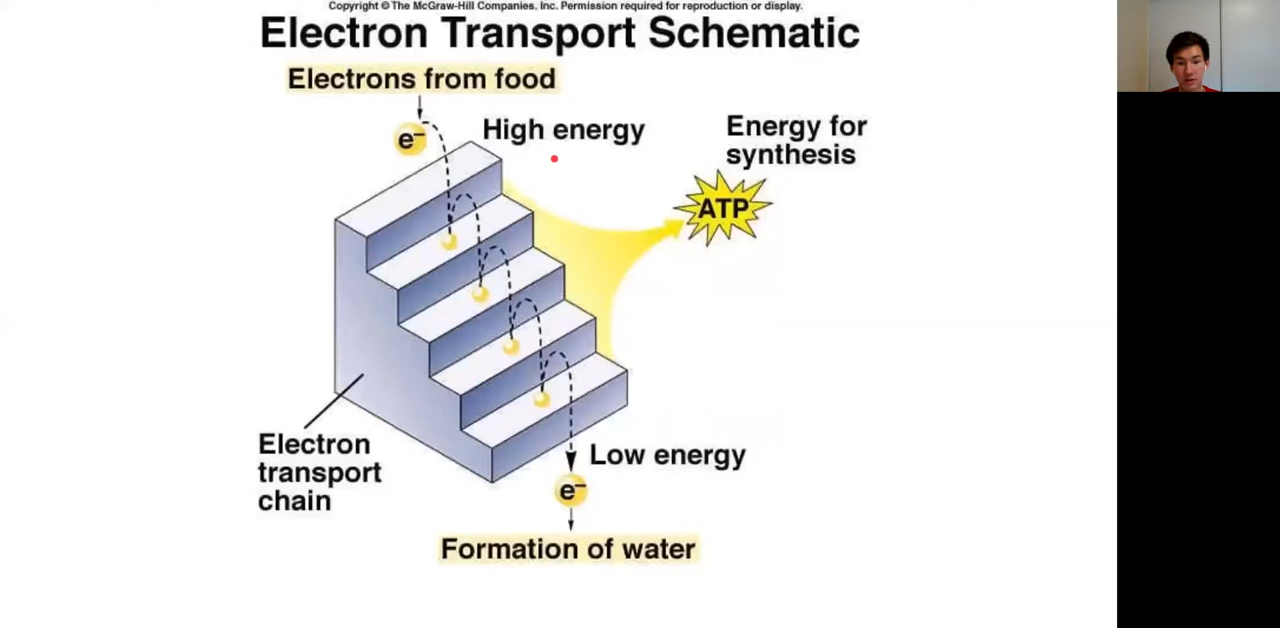 Copyright © The McGraw-Hill Companies, Inc. Permission required for reproduction or display.
Electron Transport Schematic
Electrons from food
e⁻
High energy
Energy for
synthesis
ATP
Electron
transport
chain
Low energy
e⁻
Formation of water